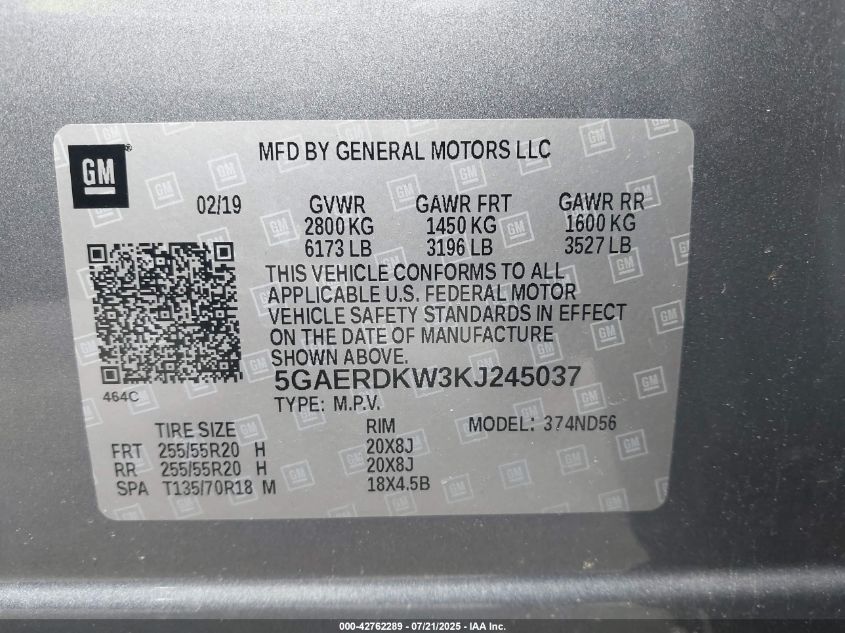 GM
MFD BY GENERAL MOTORS LLC
02/19 GVWR GAWR FRT GAWR RR
2800 KG 1450 KG 1600 KG
6173 LB 3196 LB 3527 LB
THIS VEHICLE CONFORMS TO ALL
APPLICABLE U.S. FEDERAL MOTOR
VEHICLE SAFETY STANDARDS IN EFFECT
ON THE DATE OF MANUFACTURE
SHOWN ABOVE.
464C
5GAERDKW3KJ245037
TYPE: M.P.V.
TIRE SIZE RIM MODEL: 374ND56
FRT 255/55R20 H 20X8J
RR 255/55R20 H 20X8J
SPA T135/70R18 M 18X4.5B
000-42762289 - 07/21/2025 - IAA Inc.